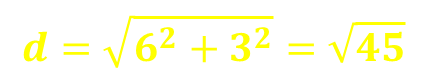 d = √(6² + 3²) = √45